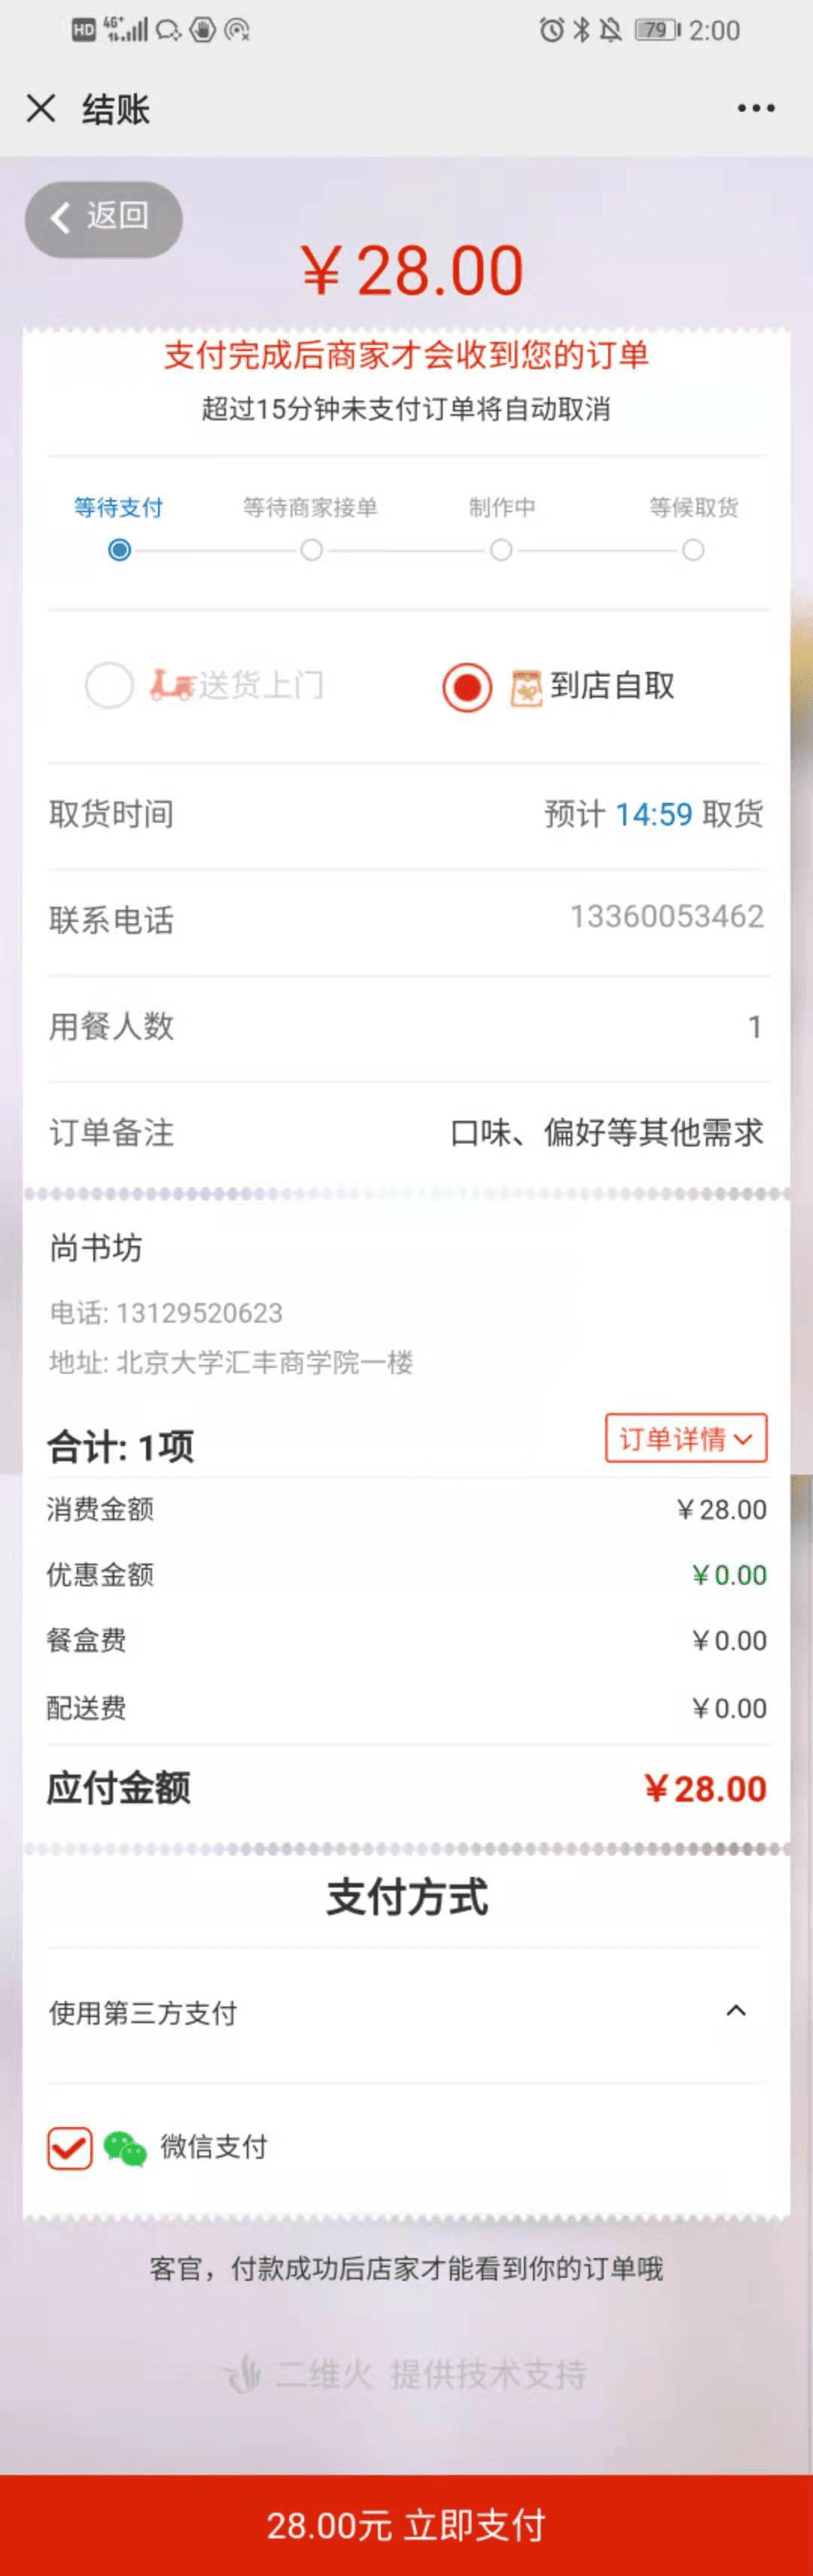 HD 4G+ 79 2:00
结账
返回
￥28.00
支付完成后商家才会收到您的订单
超过15分钟未支付订单将自动取消
等待支付 等待商家接单 制作中 等候取货
送货上门 到店自取
取货时间 预计 14:59 取货
联系电话 13360053462
用餐人数 1
订单备注 口味、偏好等其他需求
尚书坊
电话: 13129520623
地址: 北京大学汇丰商学院一楼
合计: 1项 订单详情
消费金额 ￥28.00
优惠金额 ￥0.00
餐盒费 ￥0.00
配送费 ￥0.00
应付金额 ￥28.00
支付方式
使用第三方支付
微信支付
客官，付款成功后店家才能看到你的订单哦
二维火 提供技术支持
28.00元 立即支付